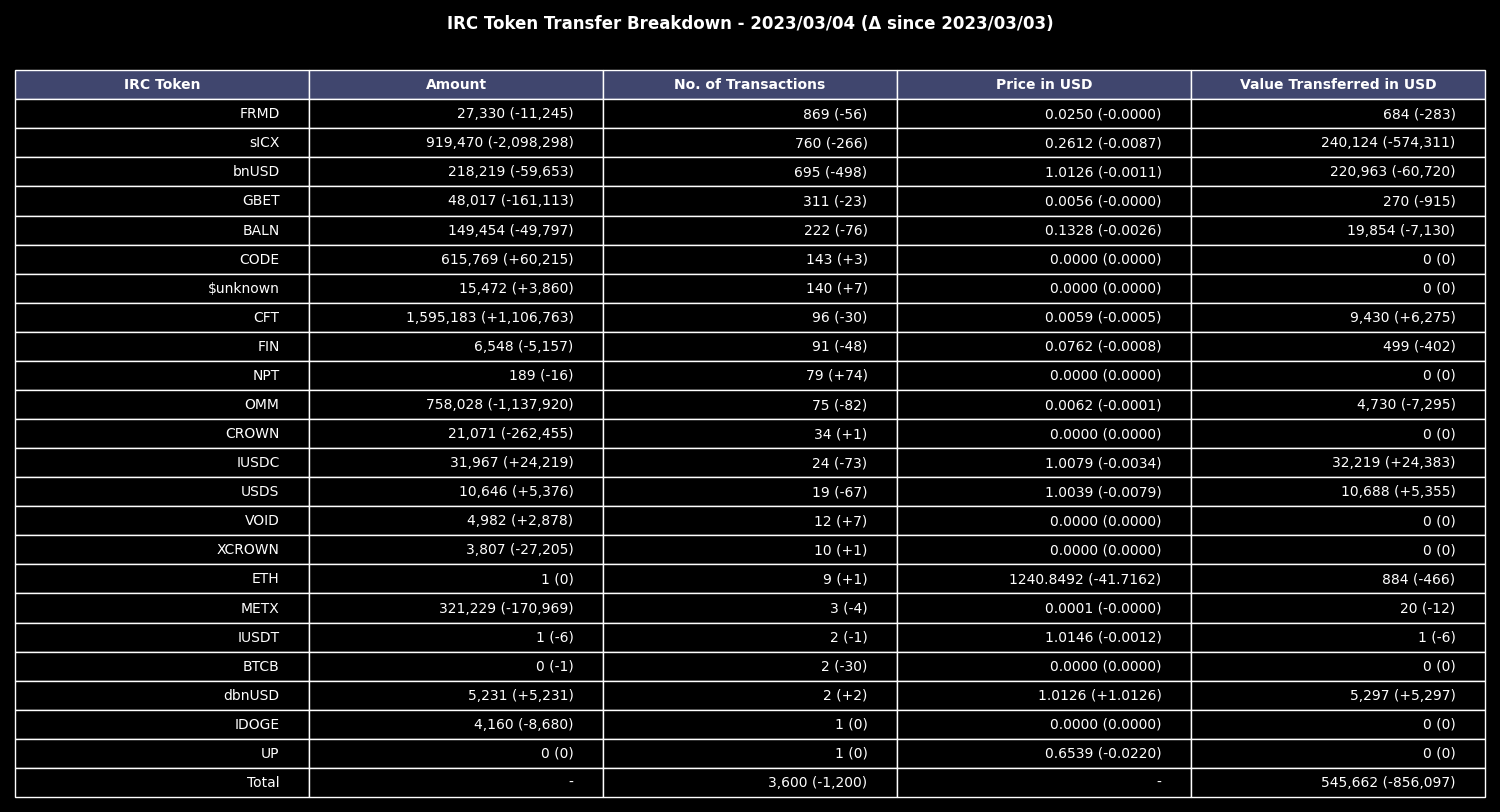 IRC Token Transfer Breakdown - 2023/03/04 (Δ since 2023/03/03)
IRC Token Amount No. of Transactions Price in USD Value Transferred in USD
FRMD 27,330 (-11,245) 869 (-56) 0.0250 (-0.0000) 684 (-283)
sICX 919,470 (-2,098,298) 760 (-266) 0.2612 (-0.0087) 240,124 (-574,311)
bnUSD 218,219 (-59,653) 695 (-498) 1.0126 (-0.0011) 220,963 (-60,720)
GBET 48,017 (-161,113) 311 (-23) 0.0056 (-0.0000) 270 (-915)
BALN 149,454 (-49,797) 222 (-76) 0.1328 (-0.0026) 19,854 (-7,130)
CODE 615,769 (+60,215) 143 (+3) 0.0000 (0.0000) 0 (0)
$unknown 15,472 (+3,860) 140 (+7) 0.0000 (0.0000) 0 (0)
CFT 1,595,183 (+1,106,763) 96 (-30) 0.0059 (-0.0005) 9,430 (+6,275)
FIN 6,548 (-5,157) 91 (-48) 0.0762 (-0.0008) 499 (-402)
NPT 189 (-16) 79 (+74) 0.0000 (0.0000) 0 (0)
OMM 758,028 (-1,137,920) 75 (-82) 0.0062 (-0.0001) 4,730 (-7,295)
CROWN 21,071 (-262,455) 34 (+1) 0.0000 (0.0000) 0 (0)
IUSDC 31,967 (+24,219) 24 (-73) 1.0079 (-0.0034) 32,219 (+24,383)
USDS 10,646 (+5,376) 19 (-67) 1.0039 (-0.0079) 10,688 (+5,355)
VOID 4,982 (+2,878) 12 (+7) 0.0000 (0.0000) 0 (0)
XCROWN 3,807 (-27,205) 10 (+1) 0.0000 (0.0000) 0 (0)
ETH 1 (0) 9 (+1) 1240.8492 (-41.7162) 884 (-466)
METX 321,229 (-170,969) 3 (-4) 0.0001 (-0.0000) 20 (-12)
IUSDT 1 (-6) 2 (-1) 1.0146 (-0.0012) 1 (-6)
BTCB 0 (-1) 2 (-30) 0.0000 (0.0000) 0 (0)
dbnUSD 5,231 (+5,231) 2 (+2) 1.0126 (+1.0126) 5,297 (+5,297)
IDOGE 4,160 (-8,680) 1 (0) 0.0000 (0.0000) 0 (0)
UP 0 (0) 1 (0) 0.6539 (-0.0220) 0 (0)
Total - 3,600 (-1,200) - 545,662 (-856,097)